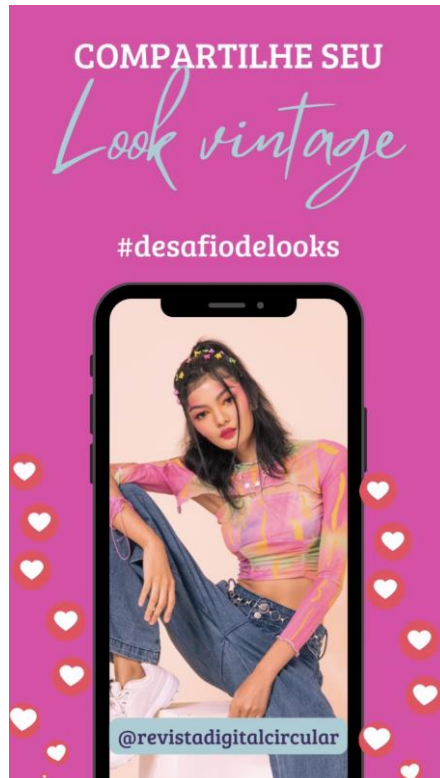 COMPARTILHE SEU
Look vintage
#desafiodelooks
@revistadigitalcircular